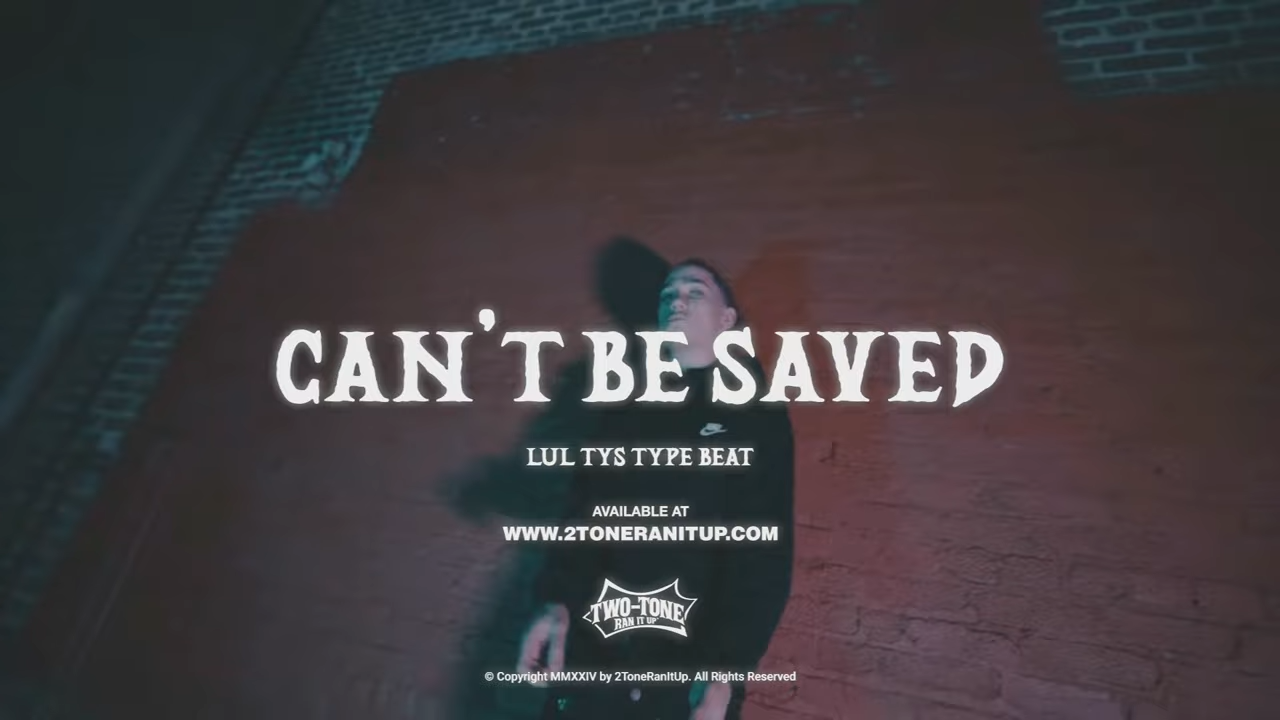 CAN'T BE SAVED
LUL TYS TYPE BEAT
AVAILABLE AT
WWW.2TONERANITUP.COM
TWO-TONE
RAN IT UP
© Copyright MMXXIV by 2ToneRanItUp. All Rights Reserved